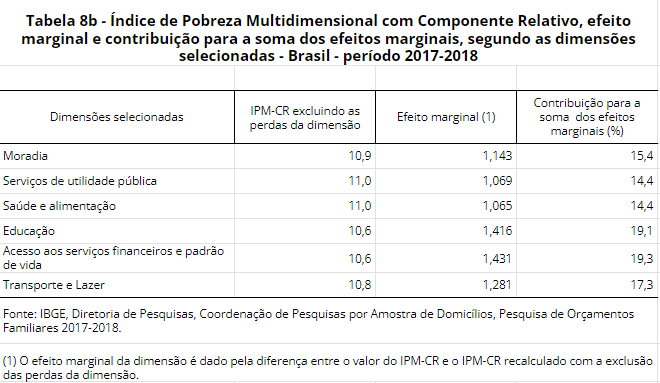 Tabela 8b - Índice de Pobreza Multidimensional com Componente Relativo, efeito
marginal e contribuição para a soma dos efeitos marginais, segundo as dimensões
selecionadas - Brasil - período 2017-2018
Dimensões selecionadas IPM-CR excluindo as perdas da dimensão Efeito marginal (1) Contribuição para a soma dos efeitos marginais (%)
Moradia 10,9 1,143 15,4
Serviços de utilidade pública 11,0 1,069 14,4
Saúde e alimentação 11,0 1,065 14,4
Educação 10,6 1,416 19,1
Acesso aos serviços financeiros e padrão de vida 10,6 1,431 19,3
Transporte e Lazer 10,8 1,281 17,3
Fonte: IBGE, Diretoria de Pesquisas, Coordenação de Pesquisas por Amostra de Domicílios, Pesquisa de Orçamentos
Familiares 2017-2018.
(1) O efeito marginal da dimensão é dado pela diferença entre o valor do IPM-CR e o IPM-CR recalculado com a exclusão
das perdas da dimensão.